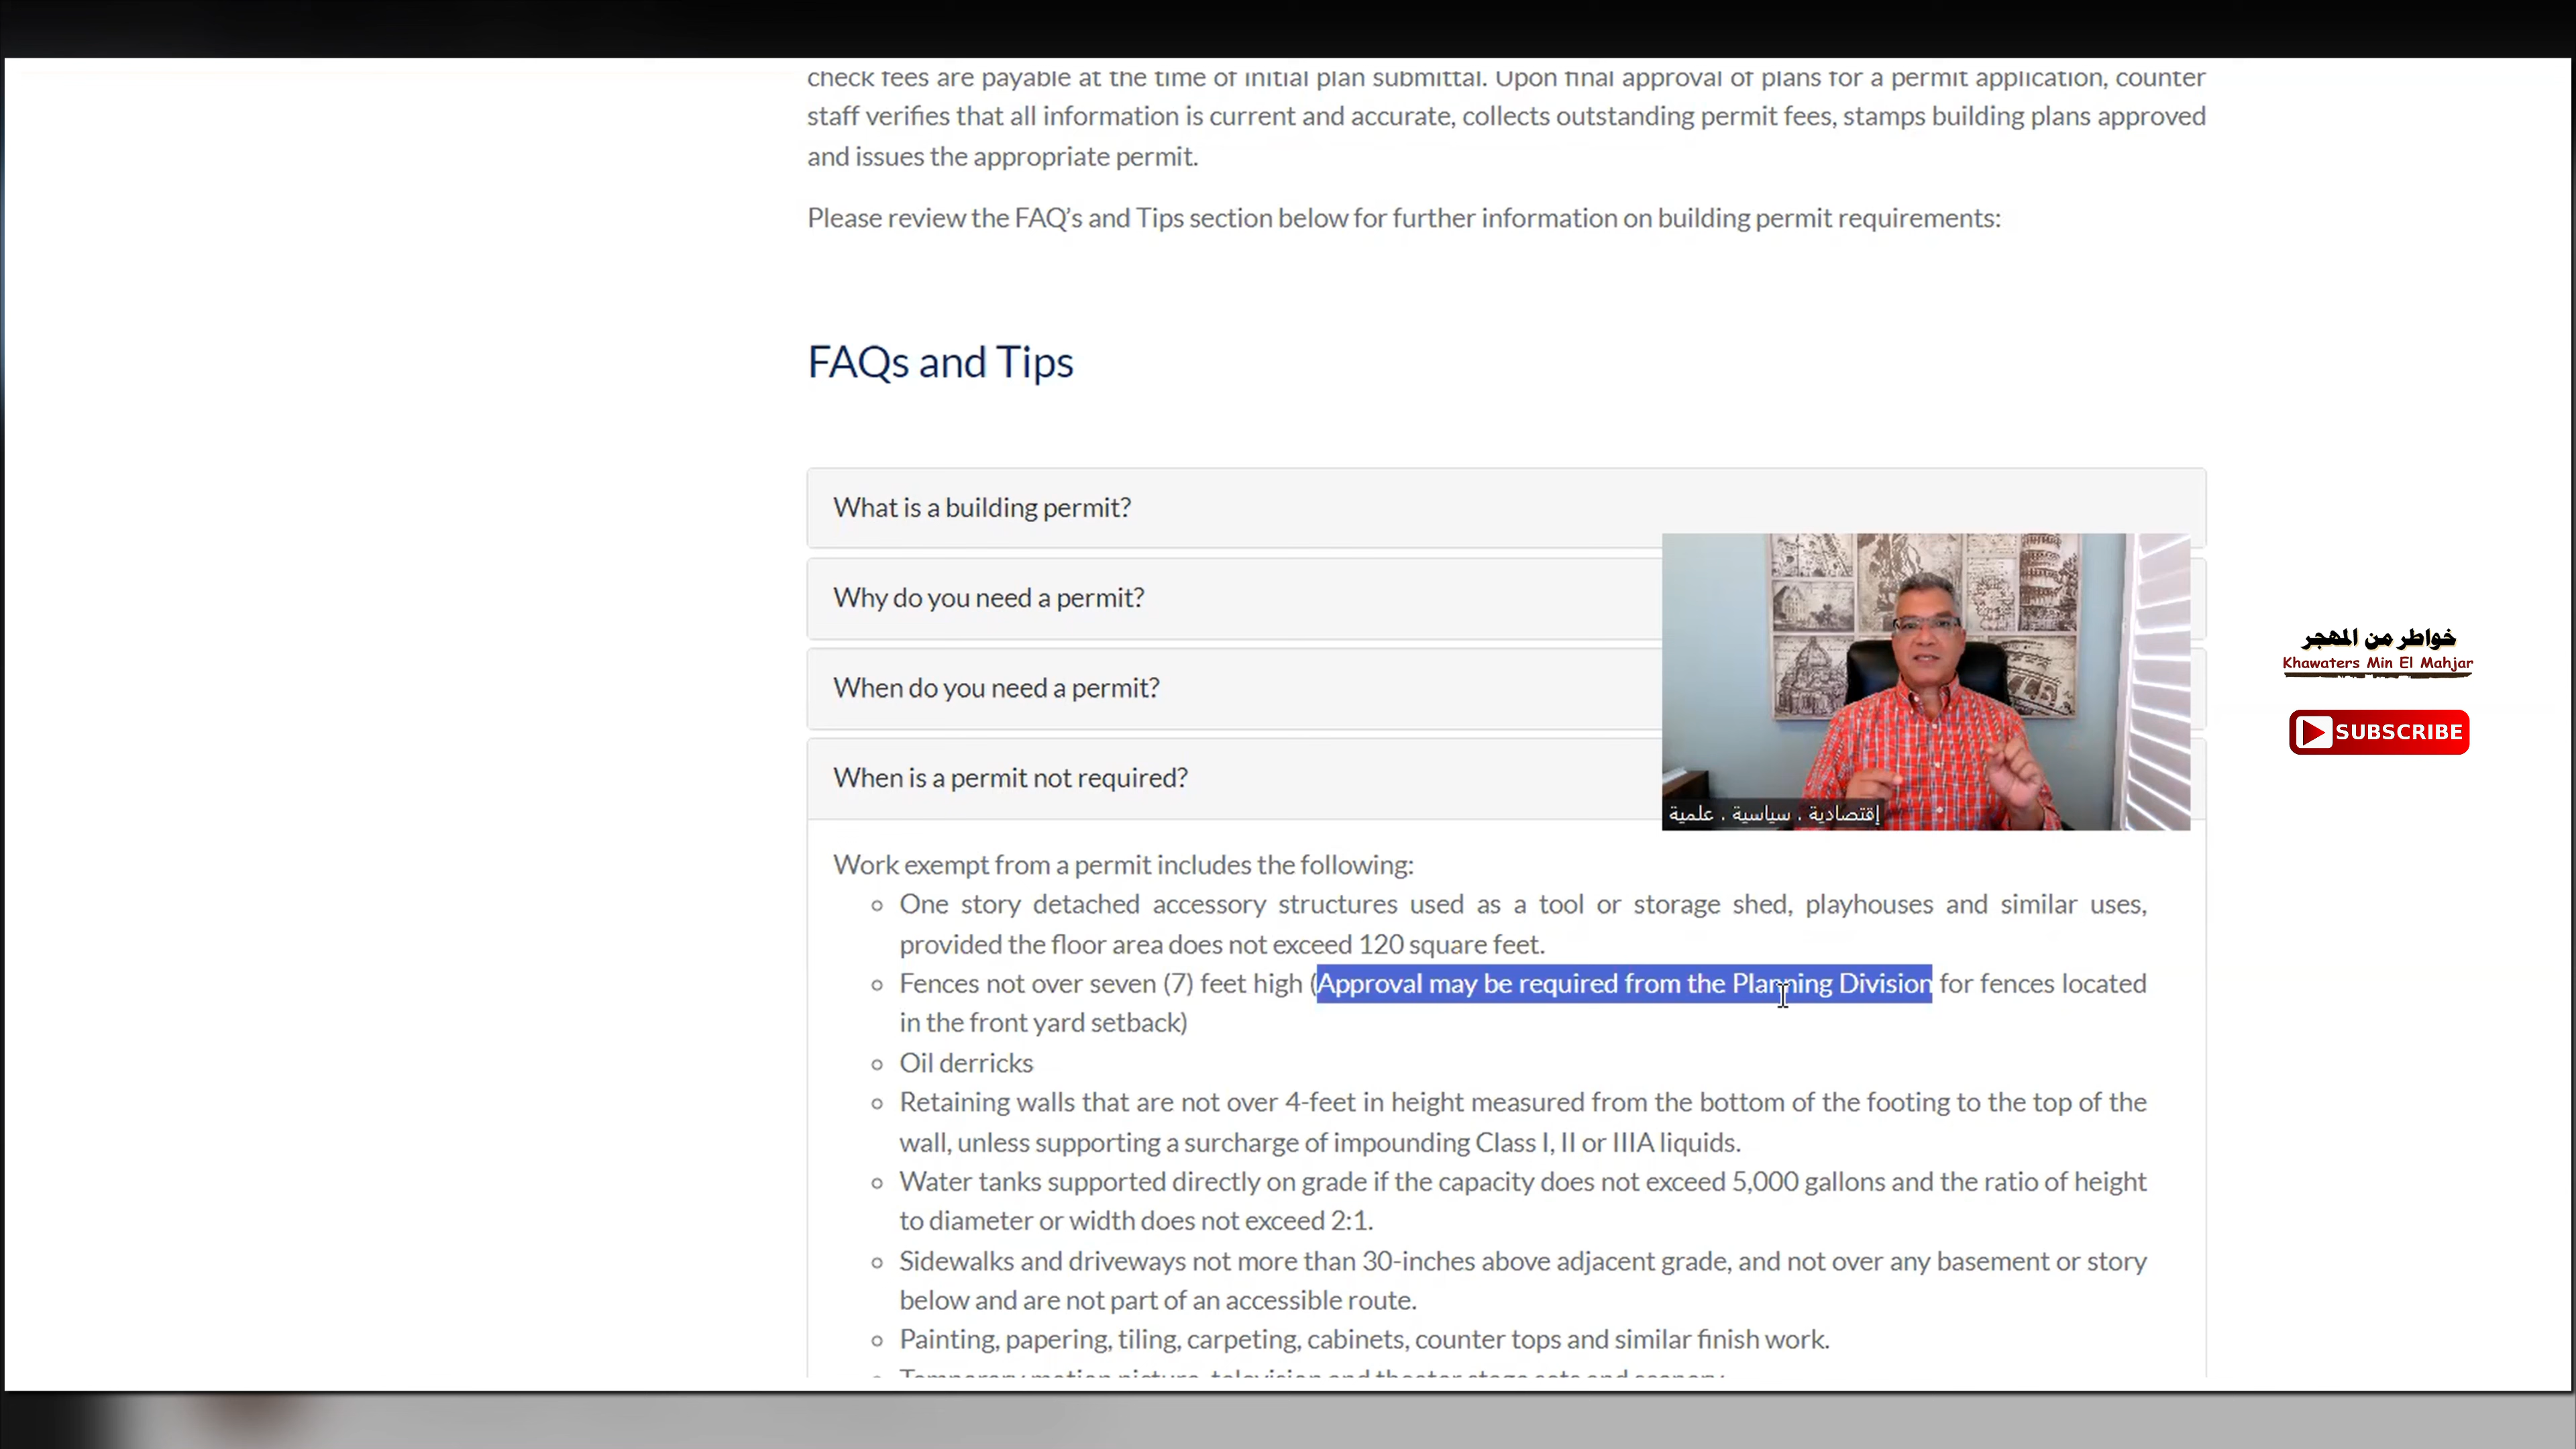 check fees are payable at the time of initial plan submittal. Upon final approval of plans for a permit application, counter
staff verifies that all information is current and accurate, collects outstanding permit fees, stamps building plans approved
and issues the appropriate permit.
Please review the FAQ's and Tips section below for further information on building permit requirements:
FAQs and Tips
What is a building permit?
Why do you need a permit?
When do you need a permit?
When is a permit not required?
إقتصادية . سياسية . علمية
خواطر من المهجر
Khawaters Min El Mahjar
SUBSCRIBE
Work exempt from a permit includes the following:
One story detached accessory structures used as a tool or storage shed, playhouses and similar uses,
provided the floor area does not exceed 120 square feet.
Fences not over seven (7) feet high (Approval may be required from the Planning Division for fences located
in the front yard setback)
Oil derricks
Retaining walls that are not over 4-feet in height measured from the bottom of the footing to the top of the
wall, unless supporting a surcharge of impounding Class I, II or IIIA liquids.
Water tanks supported directly on grade if the capacity does not exceed 5,000 gallons and the ratio of height
to diameter or width does not exceed 2:1.
Sidewalks and driveways not more than 30-inches above adjacent grade, and not over any basement or story
below and are not part of an accessible route.
Painting, papering, tiling, carpeting, cabinets, counter tops and similar finish work.
Temporary motion picture, television and theater stage sets and scenery